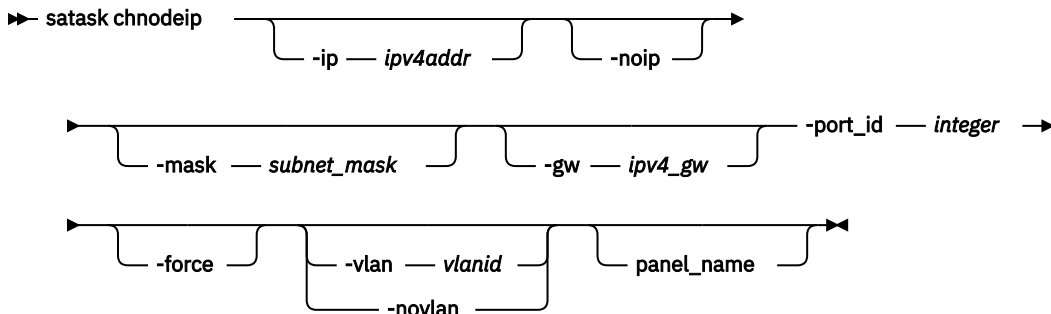 satask chnodeip
-ip ipv4addr -noip
-port_id integer
-mask subnet_mask -gw ipv4_gw
-force -vlan vlanid panel_name
-novlan